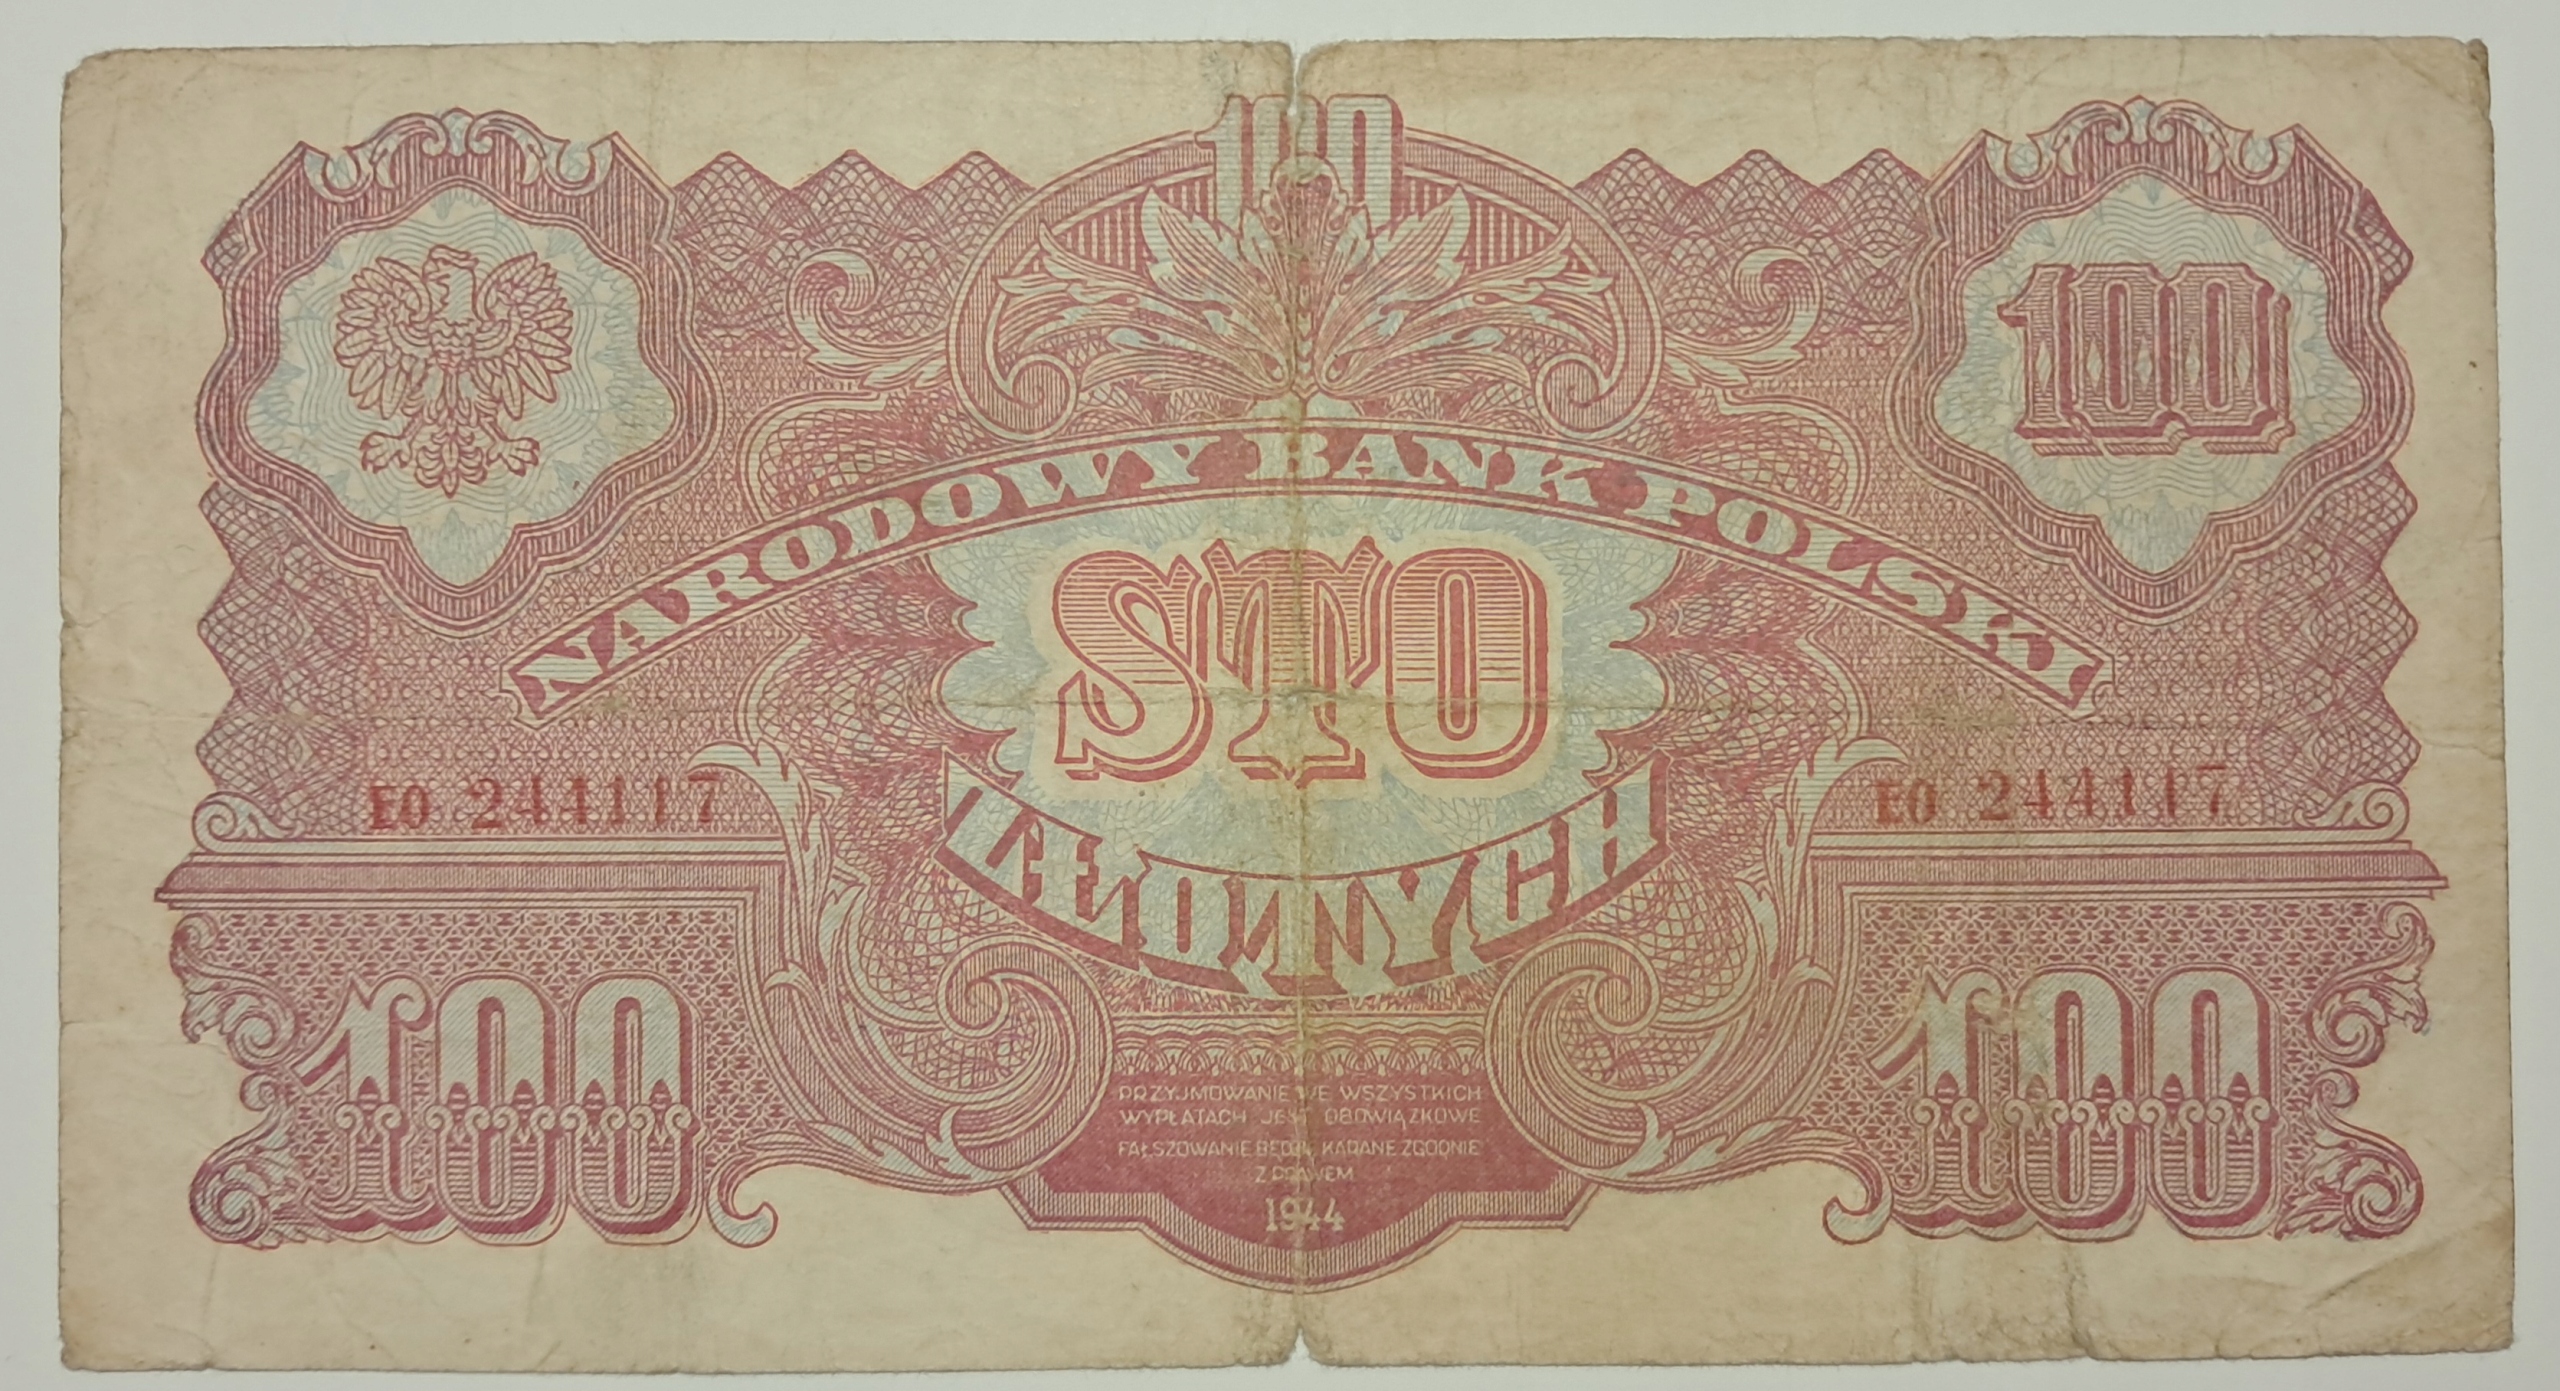 100
100
NARODOWY BANK POLSKI
STO
ZŁOTYCH
EO 244117
EO 244117
100
100
PRZYJMOWANIE WE WSZYSTKICH
WYPŁATACH JEST OBOWIĄZKOWE
FAŁSZOWANIE BĘDZIE KARANE ZGODNIE
Z PRAWEM
1944